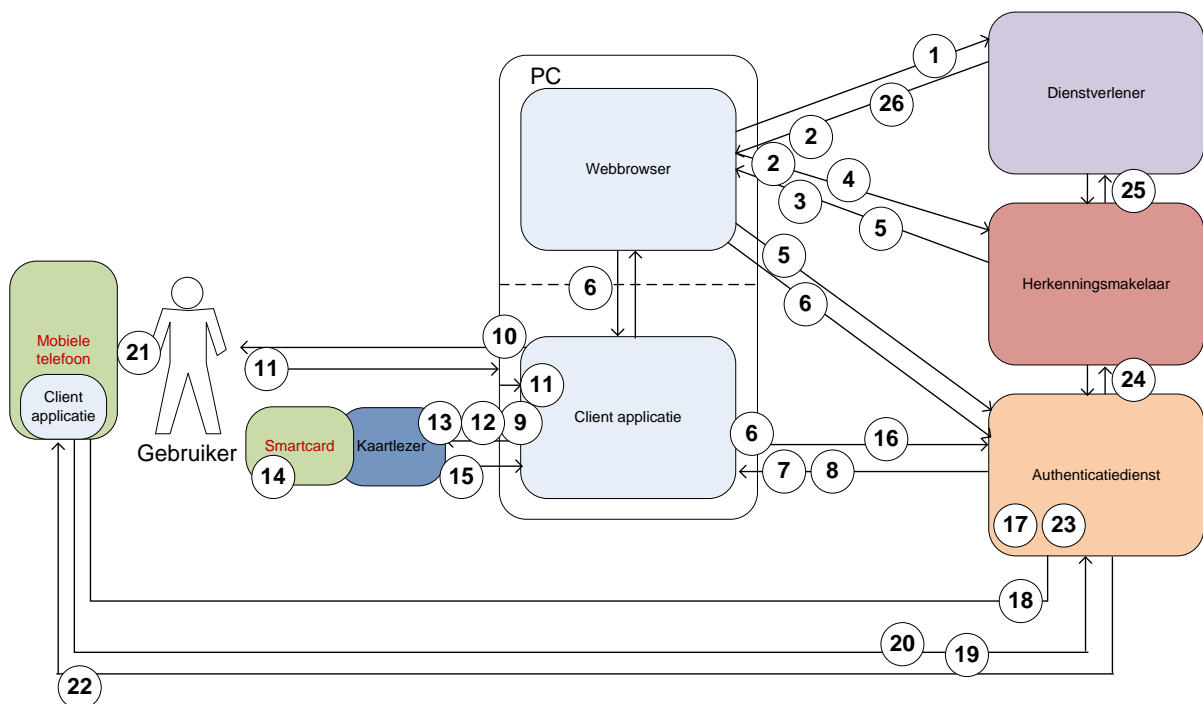 PC
1
Dienstverlener
26
2
Webbrowser
2
4
3
5
25
5
6
6
Herkenningsmakelaar
Mobiele
telefoon
21
10
11
11
24
Client
applicatie
Gebruiker
Smartcard
Kaartlezer
13
12
9
Client applicatie
6
16
14
15
7
8
Authenticatiedienst
17
23
18
20
19
22